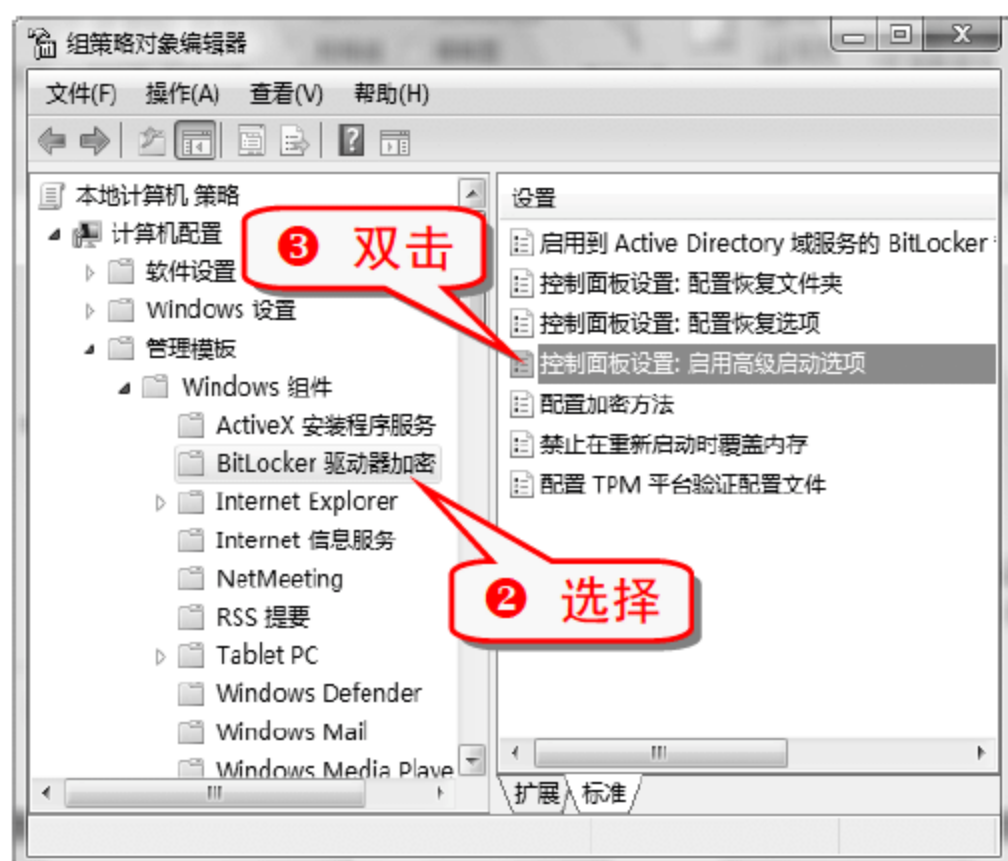 组策略对象编辑器
文件(F) 操作(A) 查看(V) 帮助(H)
本地计算机 策略
计算机配置
软件设置
Windows 设置
管理模板
Windows 组件
ActiveX 安装程序服务
BitLocker 驱动器加密
Internet Explorer
Internet 信息服务
NetMeeting
RSS 提要
Tablet PC
Windows Defender
Windows Mail
Windows Media Playe
❸ 双击
❷ 选择
设置
启用到 Active Directory 域服务的 BitLocker
控制面板设置: 配置恢复文件夹
控制面板设置: 配置恢复选项
控制面板设置: 启用高级启动选项
配置加密方法
禁止在重新启动时覆盖内存
配置 TPM 平台验证配置文件
扩展 标准